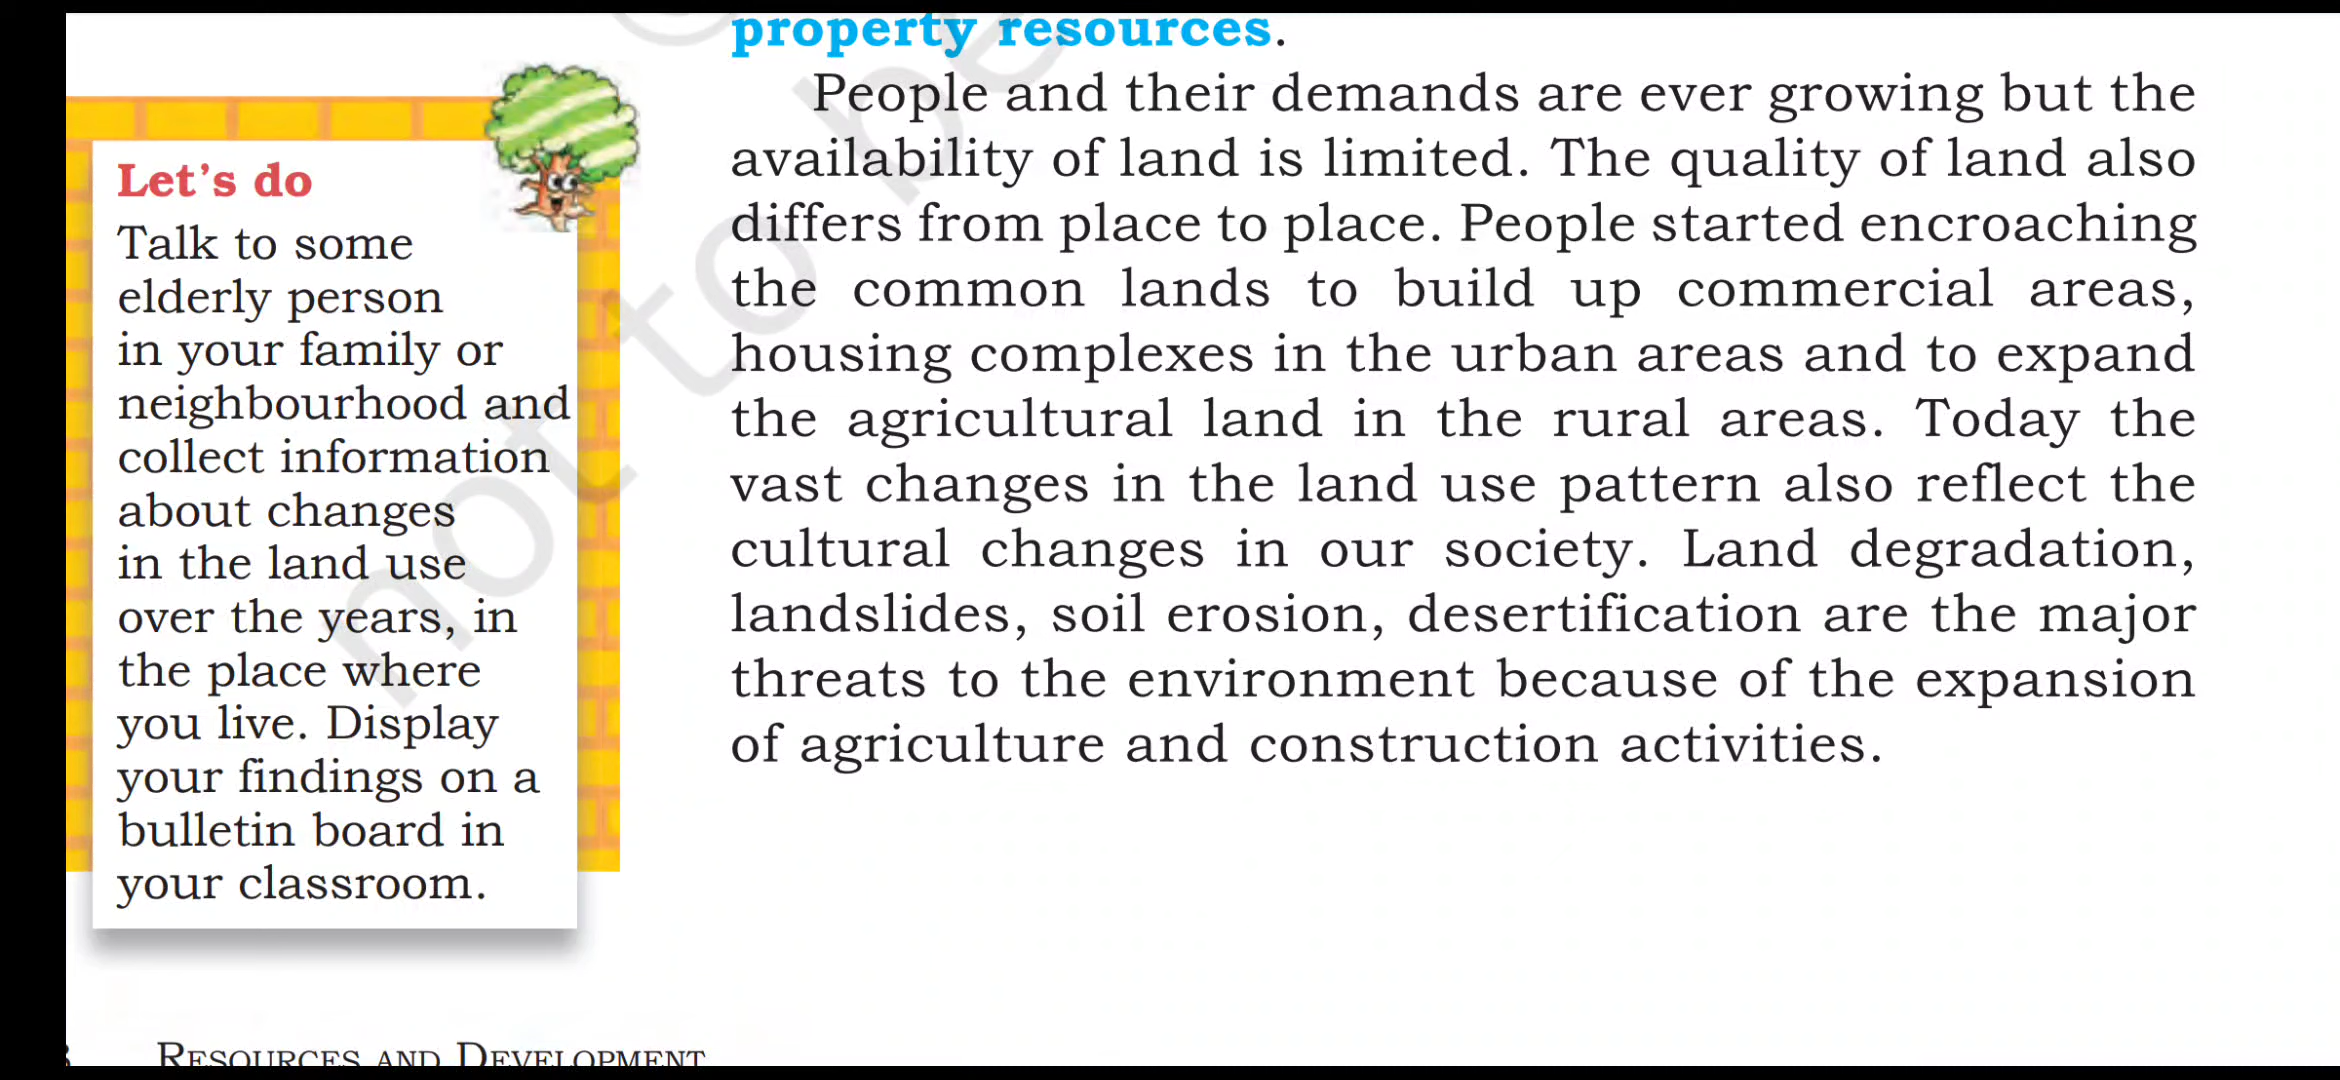 property resources.
People and their demands are ever growing but the
availability of land is limited. The quality of land also
differs from place to place. People started encroaching
the common lands to build up commercial areas,
housing complexes in the urban areas and to expand
the agricultural land in the rural areas. Today the
vast changes in the land use pattern also reflect the
cultural changes in our society. Land degradation,
landslides, soil erosion, desertification are the major
threats to the environment because of the expansion
of agriculture and construction activities.
Let’s do
Talk to some
elderly person
in your family or
neighbourhood and
collect information
about changes
in the land use
over the years, in
the place where
you live. Display
your findings on a
bulletin board in
your classroom.
not to be
Resources and Development